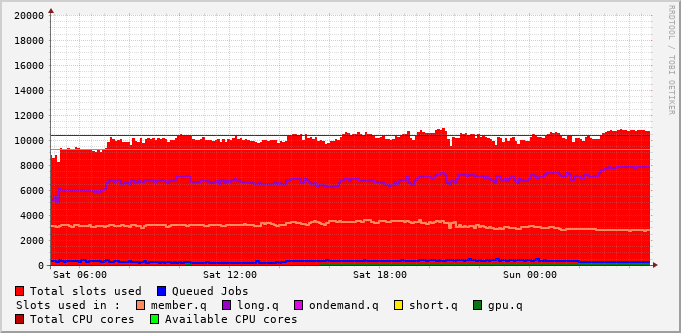 20000
18000
16000
14000
12000
10000
8000
6000
4000
2000
0
Sat 06:00 Sat 12:00 Sat 18:00 Sun 00:00
RRDTOOL / TOBI OETIKER
Total slots used Queued Jobs
Slots used in : member.q long.q ondemand.q short.q gpu.q
Total CPU cores Available CPU cores